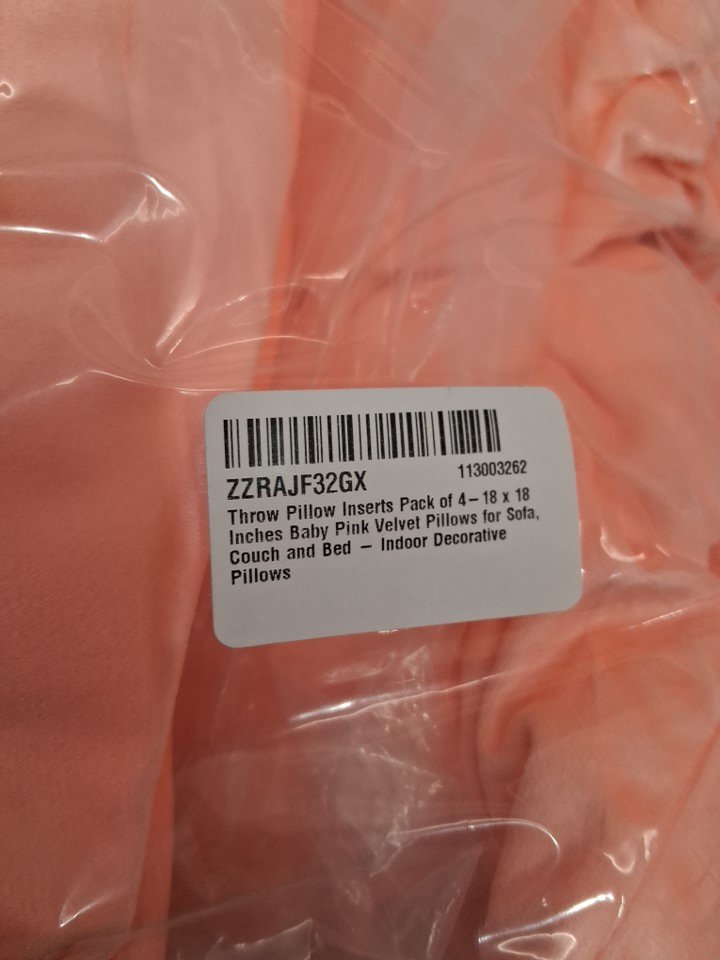 ZZRAJF32GX 113003262
Throw Pillow Inserts Pack of 4 – 18 x 18
Inches Baby Pink Velvet Pillows for Sofa,
Couch and Bed – Indoor Decorative
Pillows